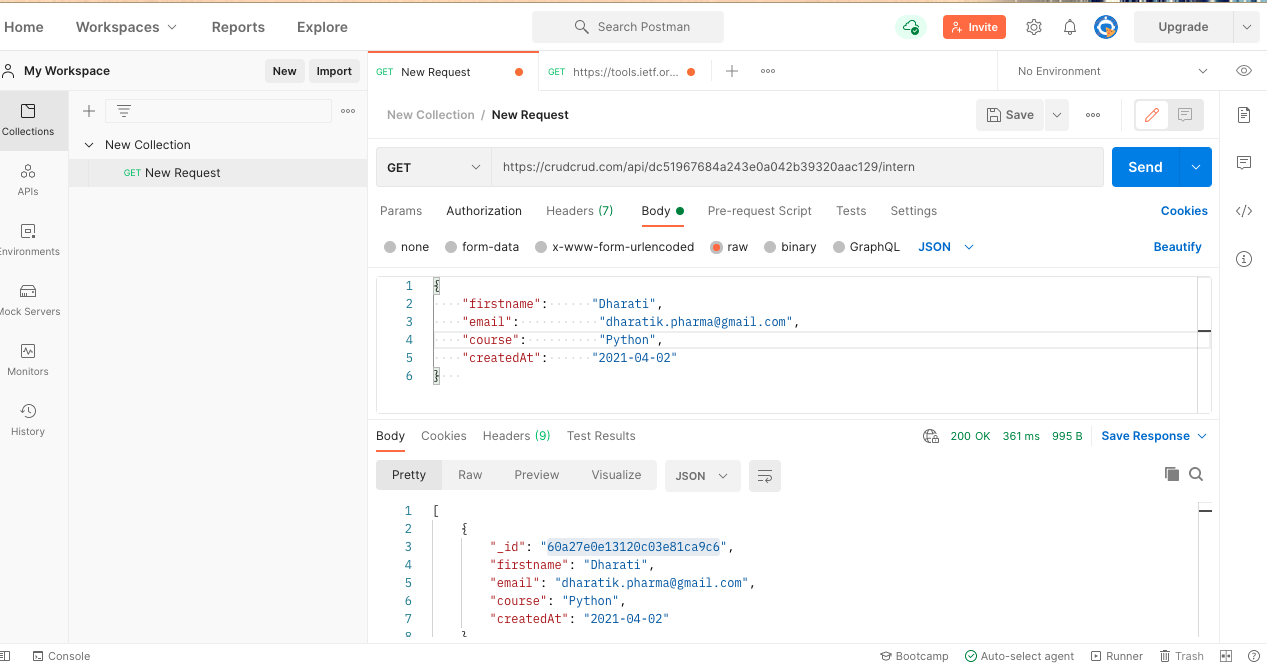 Home Workspaces Reports Explore Search Postman Invite Upgrade
My Workspace New Import GET New Request GET https://tools.ietf.or... No Environment
New Collection / New Request Save
Collections
New Collection
GET New Request
GET https://crudcrud.com/api/dc51967684a243e0a042b39320aac129/intern Send
APIs
Params Authorization Headers (7) Body Pre-request Script Tests Settings Cookies
none form-data x-www-form-urlencoded raw binary GraphQL JSON Beautify
nvironments
1 {
2 "firstname": "Dharati",
3 "email": "dharatik.pharma@gmail.com",
4 "course": "Python",
5 "createdAt": "2021-04-02"
6 }
Mock Servers
Monitors
History
Body Cookies Headers (9) Test Results 200 OK 361 ms 995 B Save Response
Pretty Raw Preview Visualize JSON
1 [
2 {
3 "_id": "60a27e0e13120c03e81ca9c6",
4 "firstname": "Dharati",
5 "email": "dharatik.pharma@gmail.com",
6 "course": "Python",
7 "createdAt": "2021-04-02"
8 }
Console Bootcamp Auto-select agent Runner Trash